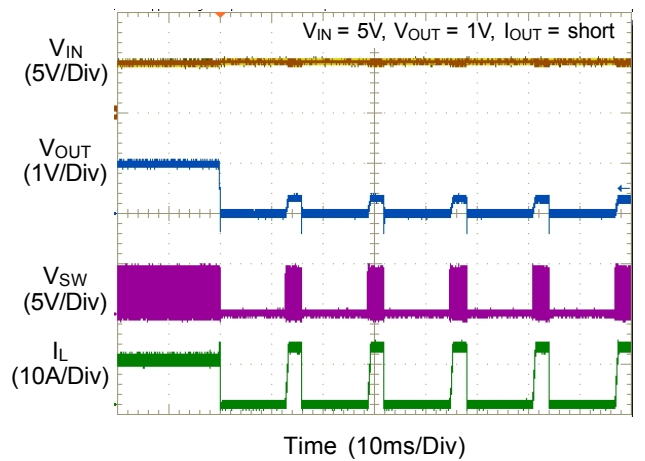 VIN = 5V, VOUT = 1V, IOUT = short
VIN
(5V/Div)
VOUT
(1V/Div)
VSW
(5V/Div)
IL
(10A/Div)
Time (10ms/Div)